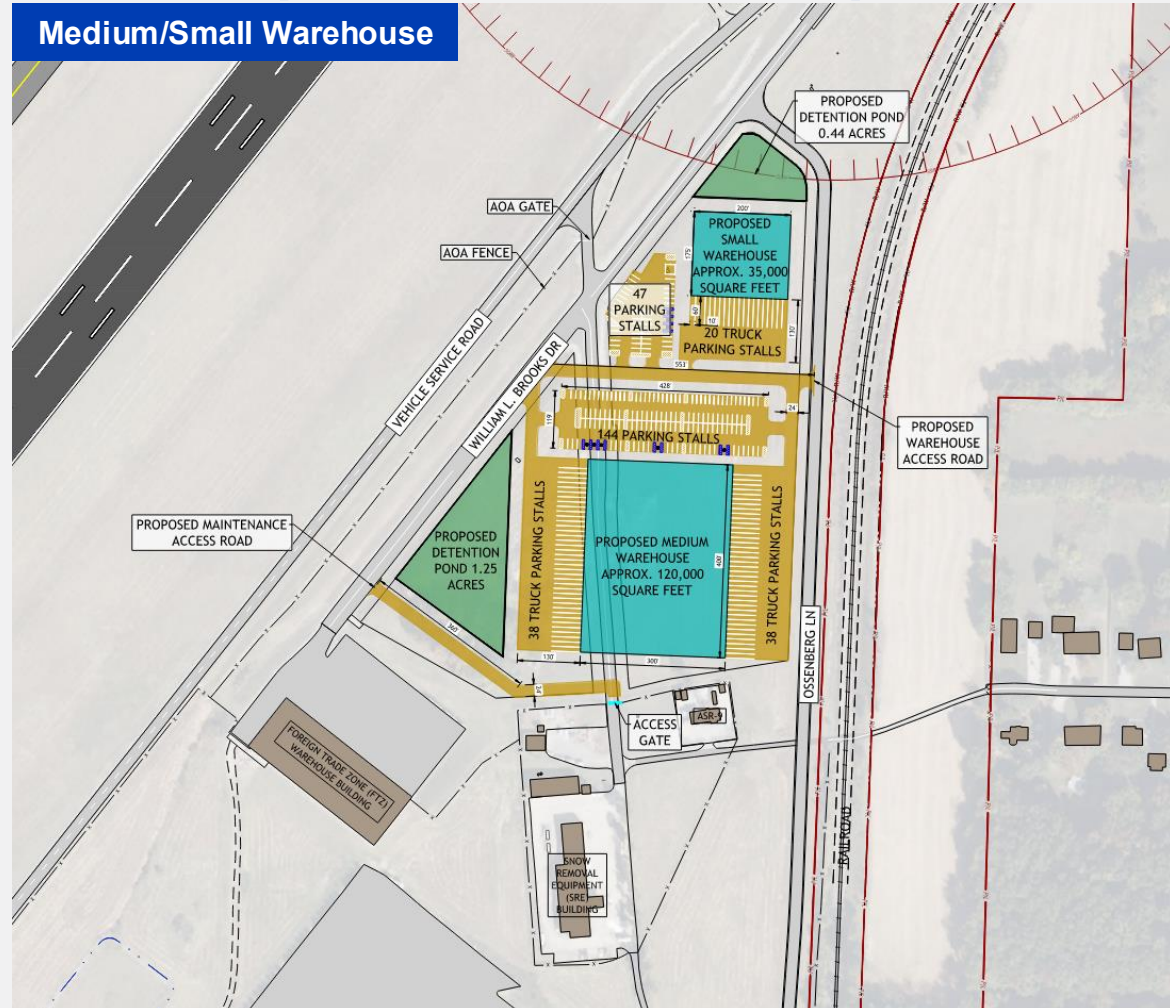 Medium/Small Warehouse
PROPOSED
DETENTION POND
0.44 ACRES
AOA GATE
AOA FENCE
200'
175'
PROPOSED
SMALL
WAREHOUSE
APPROX. 35,000
SQUARE FEET
47
PARKING
STALLS
60'
10'
130'
20 TRUCK
PARKING STALLS
553'
VEHICLE SERVICE ROAD
WILLIAM L. BROOKS DR
428'
119'
24'
144 PARKING STALLS
PROPOSED
WAREHOUSE
ACCESS ROAD
PROPOSED MAINTENANCE
ACCESS ROAD
PROPOSED
DETENTION
POND 1.25
ACRES
38 TRUCK PARKING STALLS
PROPOSED MEDIUM
WAREHOUSE
APPROX. 120,000
SQUARE FEET
400'
38 TRUCK PARKING STALLS
OSSENBERG LN
360'
130'
300'
24'
ACCESS
GATE
ASR-9
FOREIGN TRADE ZONE (FTZ)
WAREHOUSE BUILDING
SNOW
REMOVAL
EQUIPMENT
(SRE)
BUILDING
RAILROAD